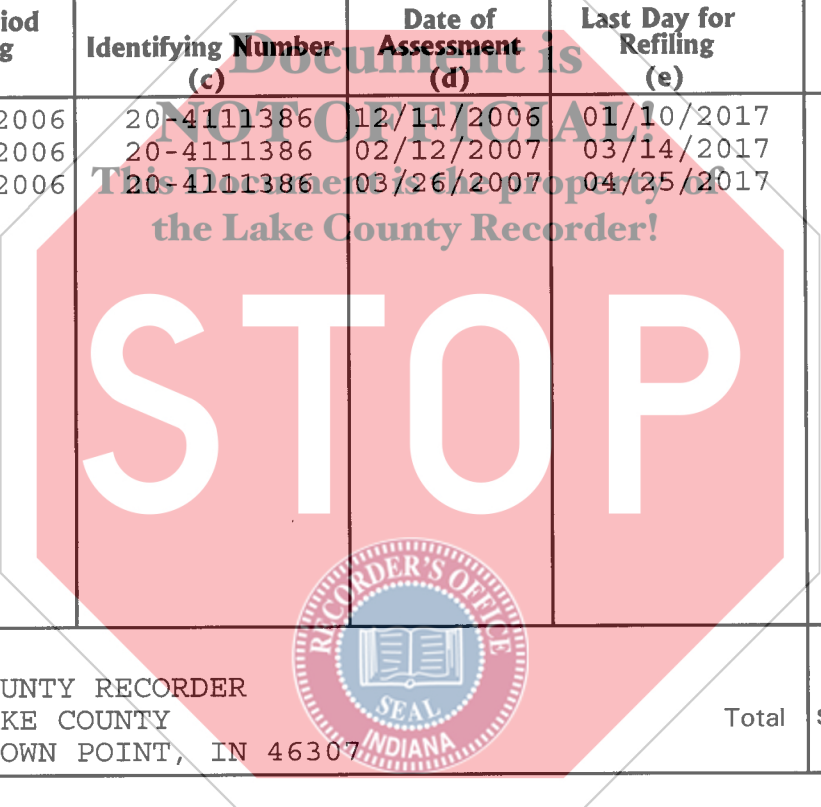 iod
g
Identifying Number
(c)
Date of
Assessment
(d)
Last Day for
Refiling
(e)
Document is
NOT OFFICIAL!
This Document is the property of
the Lake County Recorder!
2006 20-4111386 12/11/2006 01/10/2017
2006 20-4111386 02/12/2007 03/14/2017
2006 20-4111386 03/26/2007 04/25/2017
STOP
RECORDER'S OFFICE
SEAL
INDIANA
UNTY RECORDER
KE COUNTY
OWN POINT, IN 46307
Total